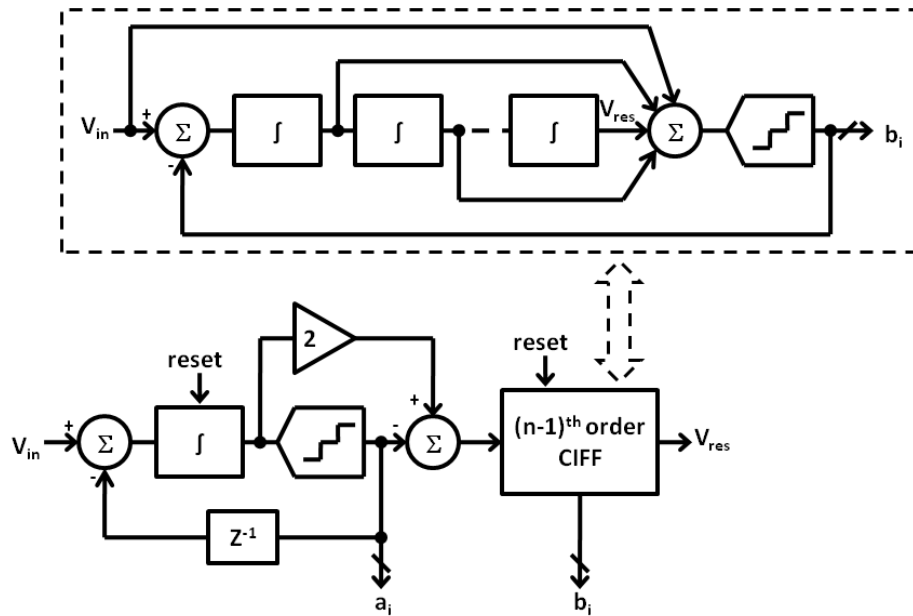 V_in
+
Σ
-
∫
∫
∫
V_res
Σ
b_i
2
reset
reset
V_in
+
Σ
-
∫
+
-
Σ
(n-1)^th order
CIFF
V_res
Z^-1
a_i
b_i